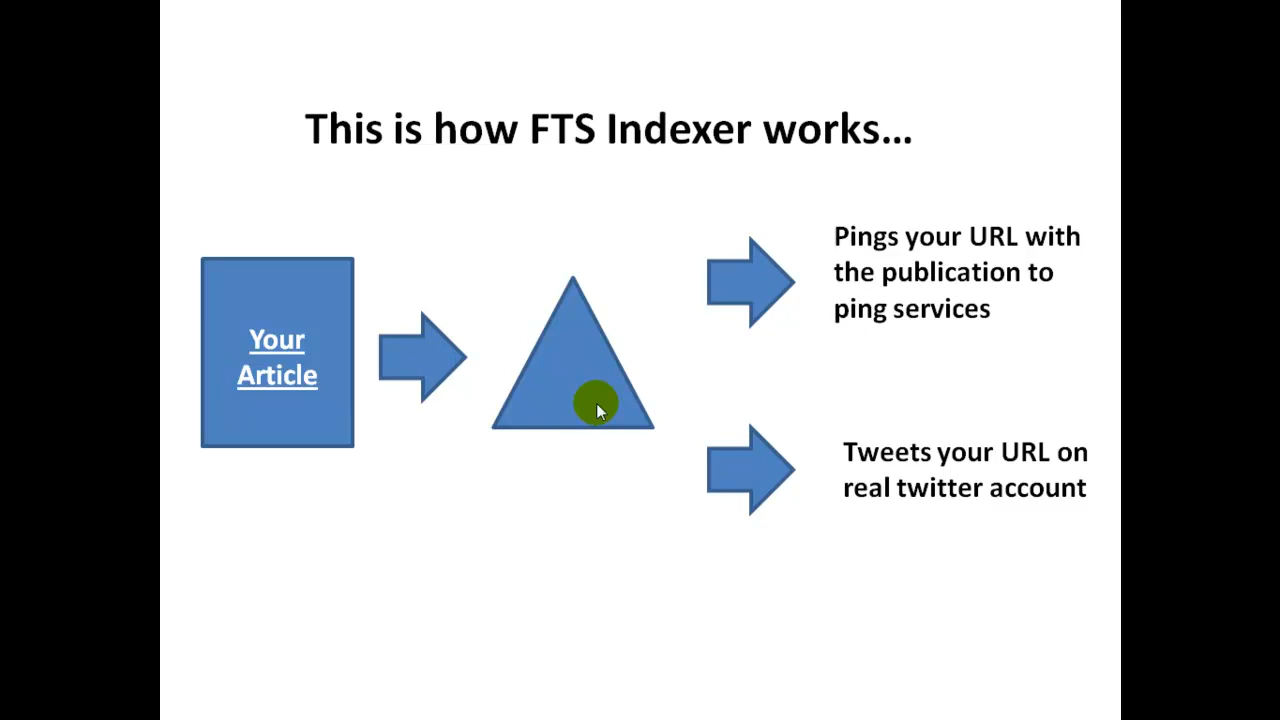 This is how FTS Indexer works...
Your
Article
Pings your URL with
the publication to
ping services
Tweets your URL on
real twitter account